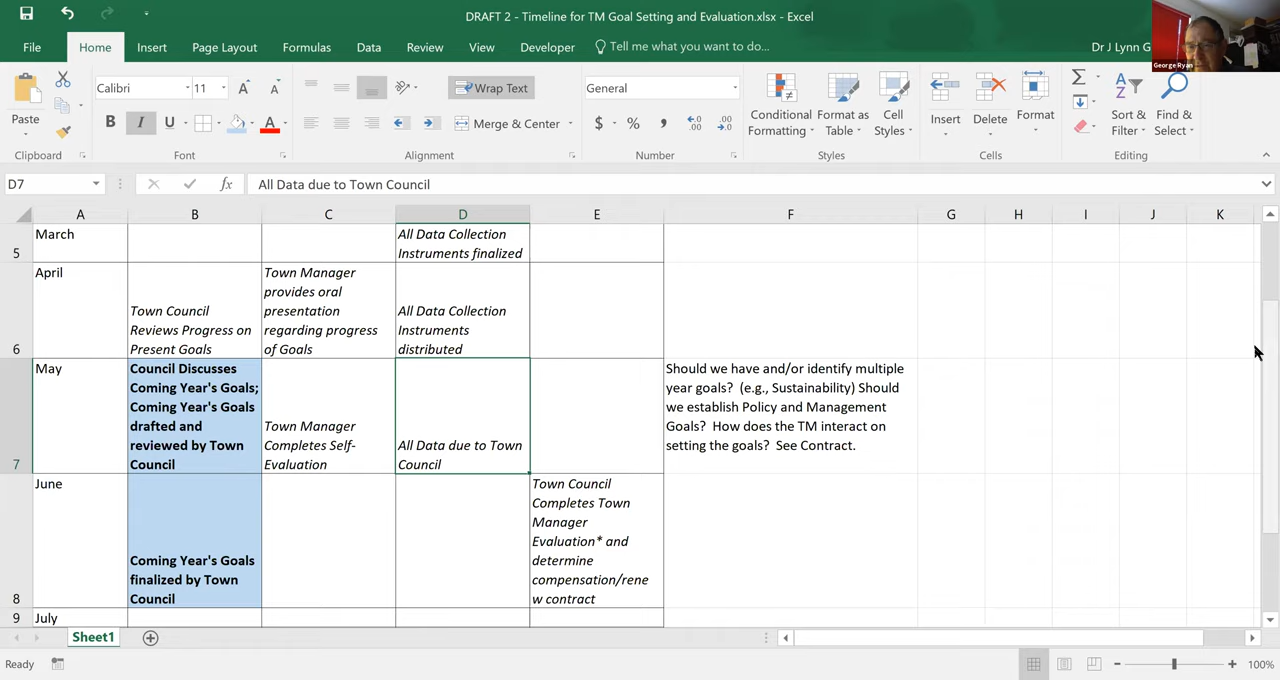 DRAFT 2 - Timeline for TM Goal Setting and Evaluation.xlsx - Excel
File
Home
Insert
Page Layout
Formulas
Data
Review
View
Developer
Tell me what you want to do...
Dr J Lynn G
George Ryan
Paste
Calibri
11
A
A
B
I
U
A
Wrap Text
Merge & Center
General
$
%
,
Conditional
Formatting
Format as
Table
Cell
Styles
Insert
Delete
Format
Sort &
Filter
Find &
Select
Clipboard
Font
Alignment
Number
Styles
Cells
Editing
D7
fx
All Data due to Town Council
A
B
C
D
E
F
G
H
I
J
K
5
March
All Data Collection
Instruments finalized
6
April
Town Council
Reviews Progress on
Present Goals
Town Manager
provides oral
presentation
regarding progress
of Goals
All Data Collection
Instruments
distributed
7
May
Council Discusses
Coming Year's Goals;
Coming Year's Goals
drafted and
reviewed by Town
Council
Town Manager
Completes Self-
Evaluation
All Data due to Town
Council
Should we have and/or identify multiple
year goals? (e.g., Sustainability) Should
we establish Policy and Management
Goals? How does the TM interact on
setting the goals? See Contract.
8
June
Coming Year's Goals
finalized by Town
Council
Town Council
Completes Town
Manager
Evaluation* and
determine
compensation/rene
w contract
9
July
Sheet1
Ready
100%